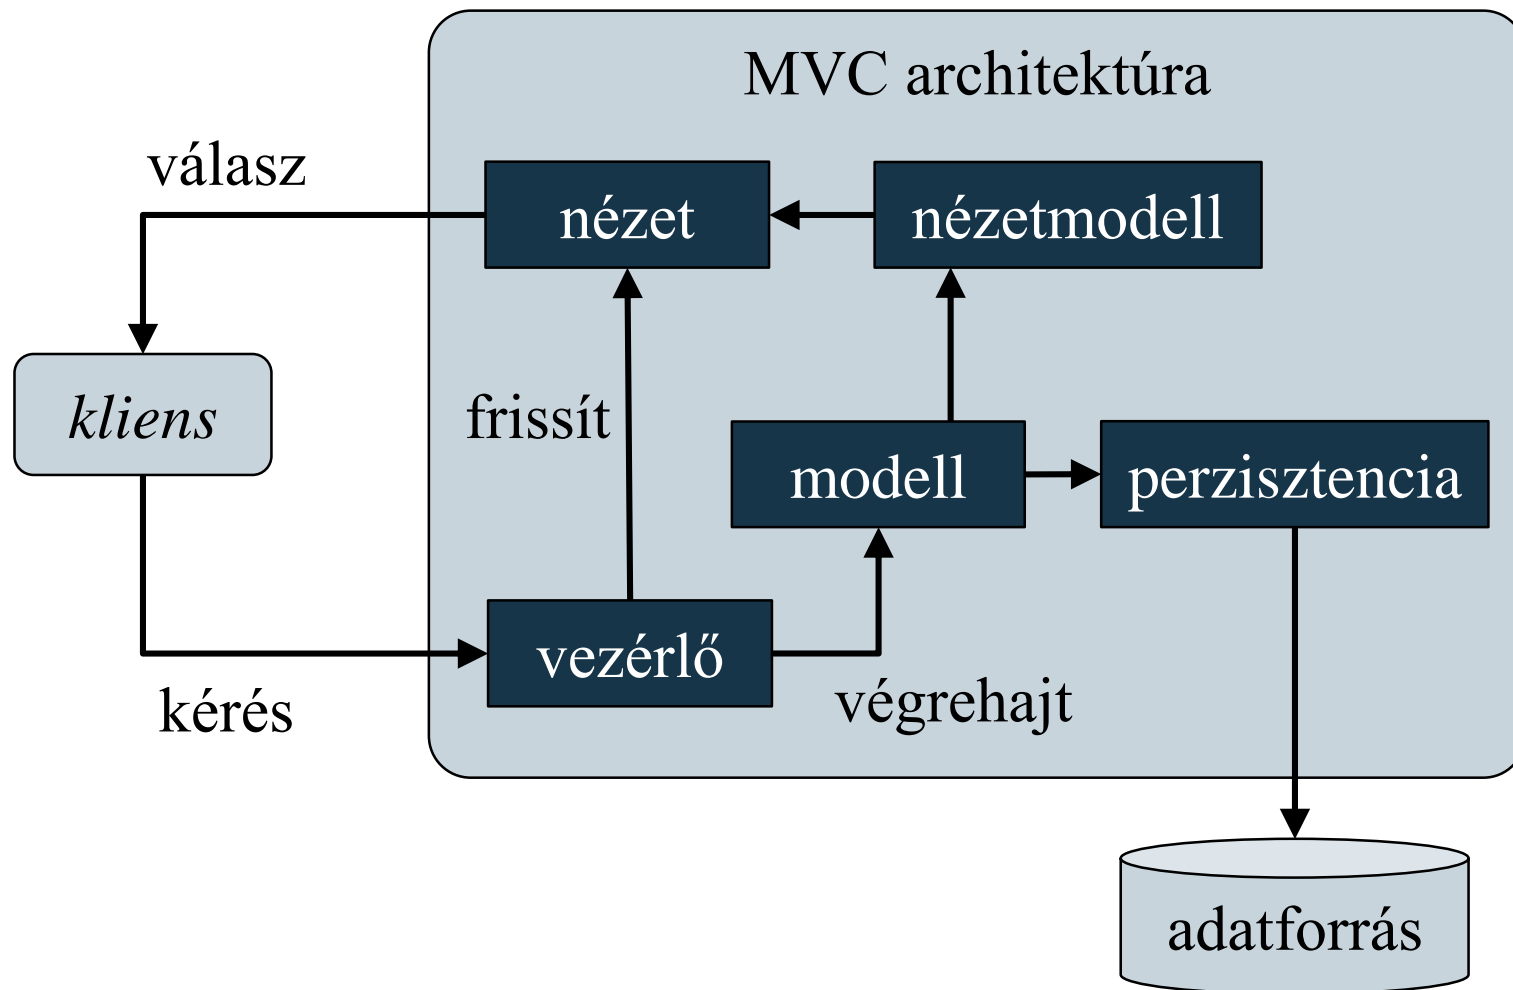 MVC architektúra
válasz
nézet
nézetmodell
kliens
frissít
modell
perzisztencia
vezérlő
végrehajt
kérés
adatforrás